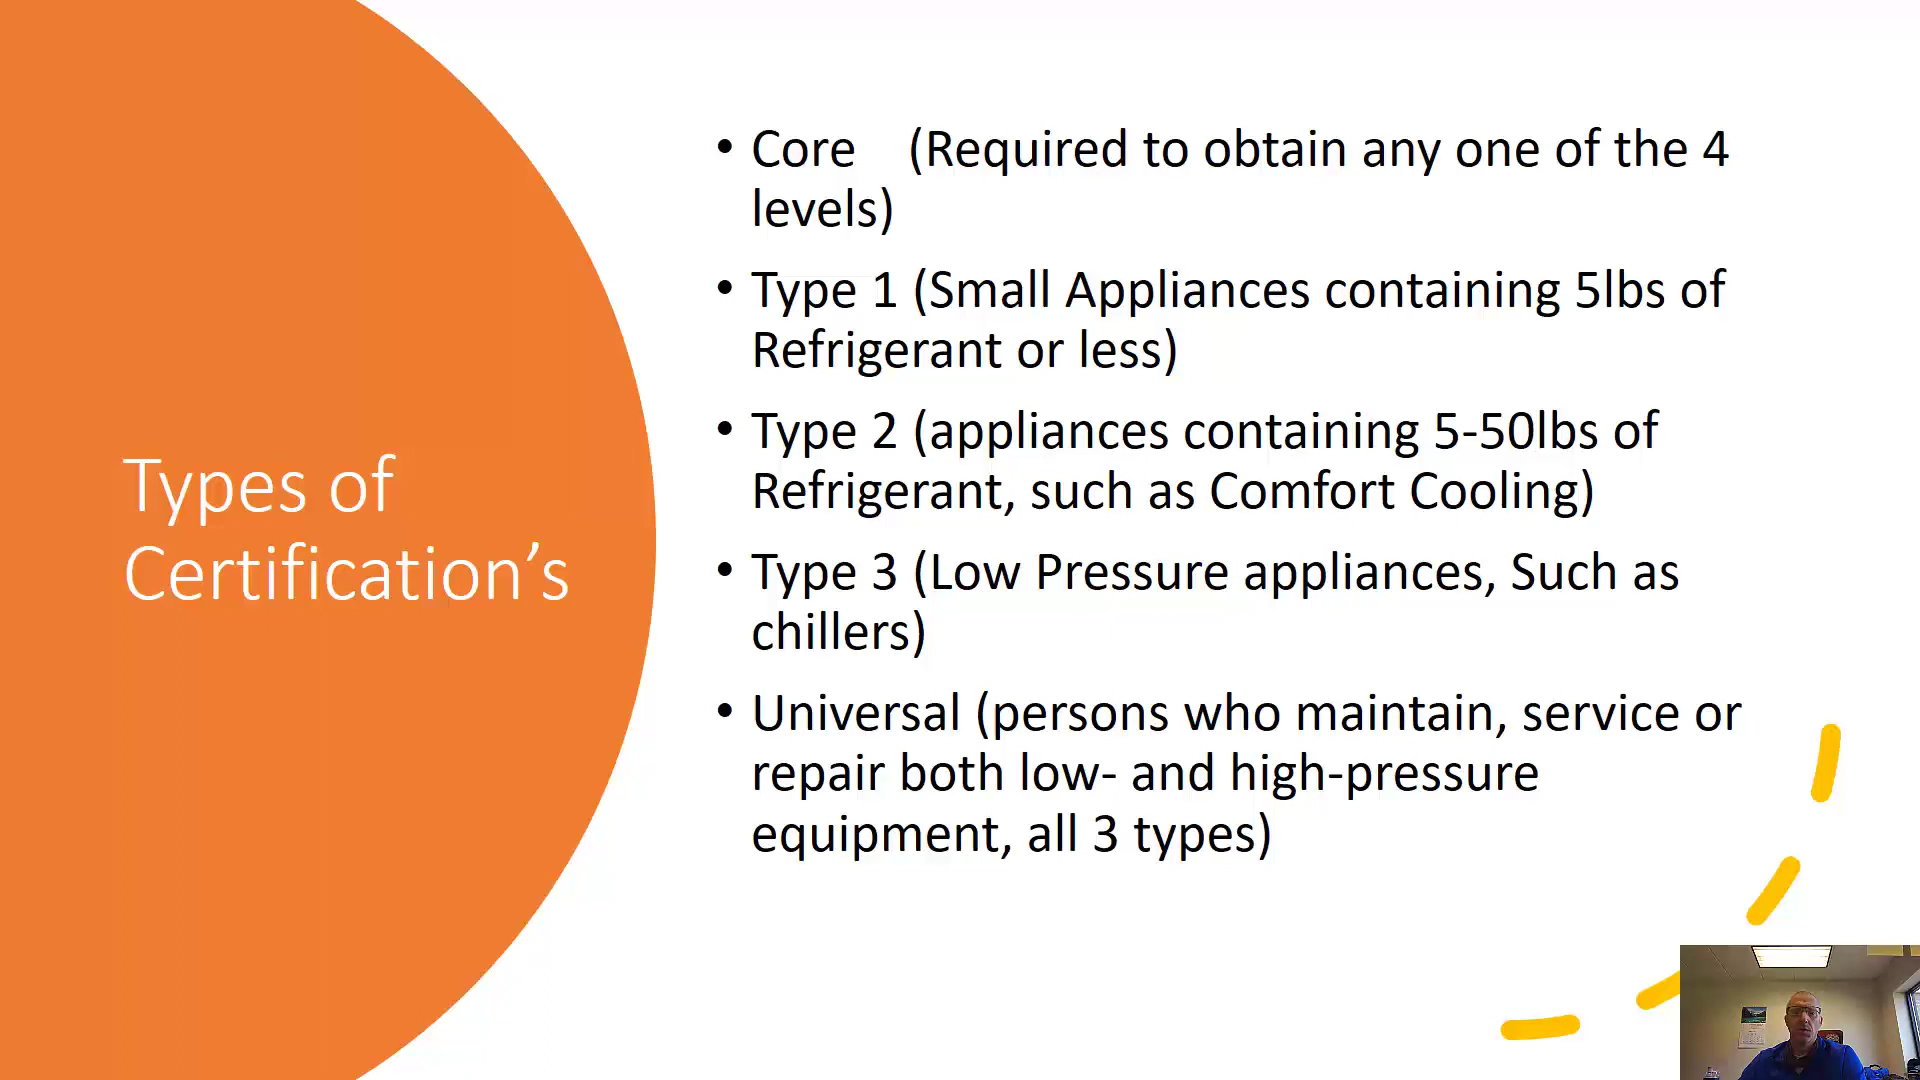 Types of
Certification’s
• Core    (Required to obtain any one of the 4
levels)
• Type 1 (Small Appliances containing 5lbs of
Refrigerant or less)
• Type 2 (appliances containing 5-50lbs of
Refrigerant, such as Comfort Cooling)
• Type 3 (Low Pressure appliances, Such as
chillers)
• Universal (persons who maintain, service or
repair both low- and high-pressure
equipment, all 3 types)